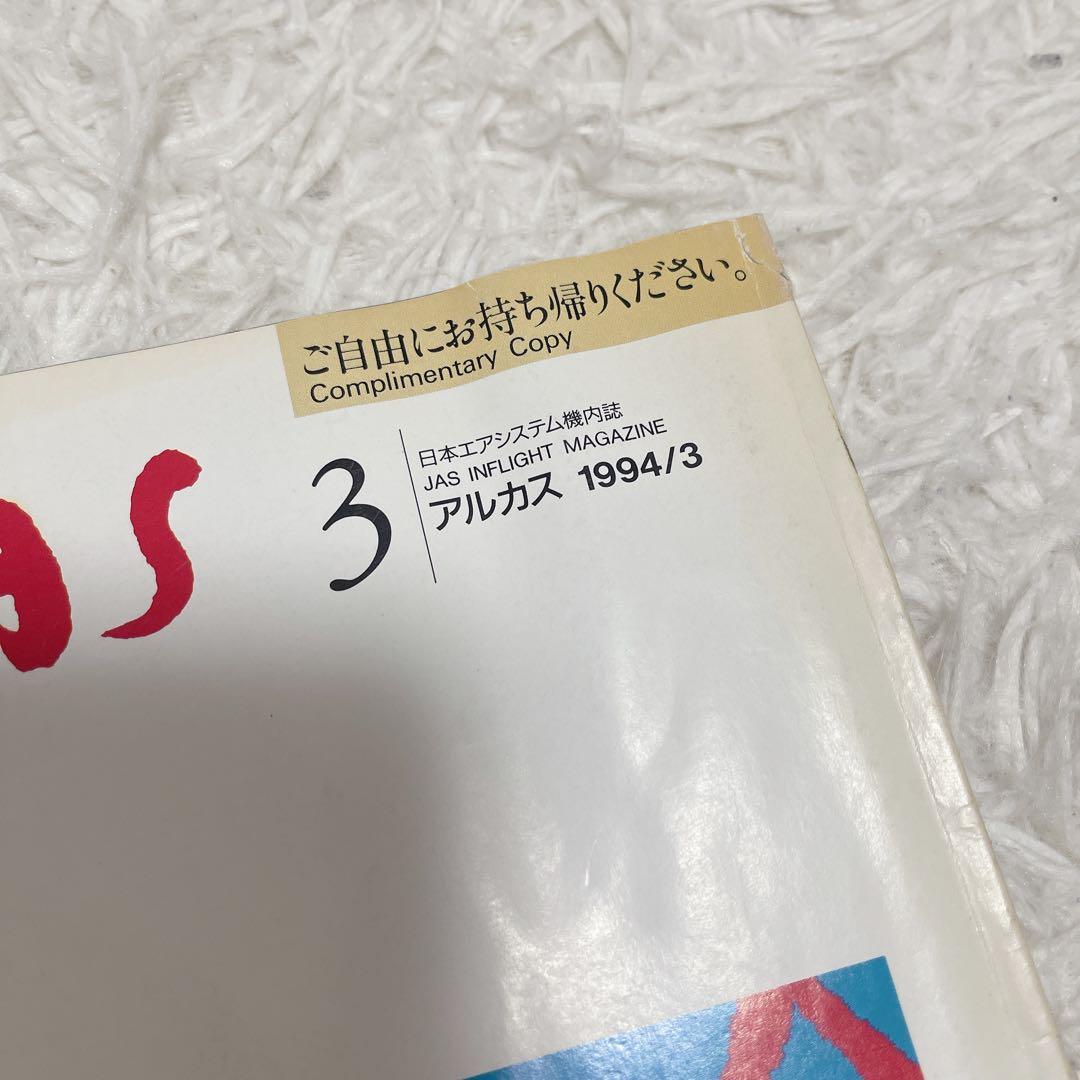 ご自由にお持ち帰りください。
Complimentary Copy
AS
3
日本エアシステム機内誌
JAS INFLIGHT MAGAZINE
アルカス 1994/3